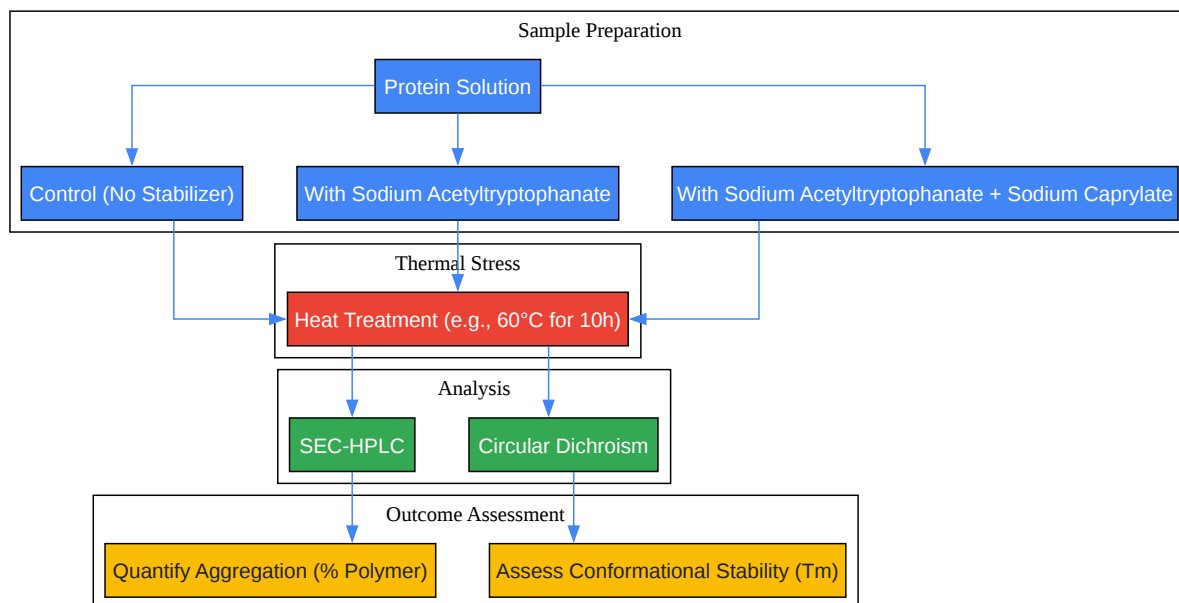 Sample Preparation
Protein Solution
Control (No Stabilizer)
With Sodium Acetyltryptophanate
With Sodium Acetyltryptophanate + Sodium Caprylate
Thermal Stress
Heat Treatment (e.g., 60°C for 10h)
Analysis
SEC-HPLC
Circular Dichroism
Outcome Assessment
Quantify Aggregation (% Polymer)
Assess Conformational Stability (Tm)